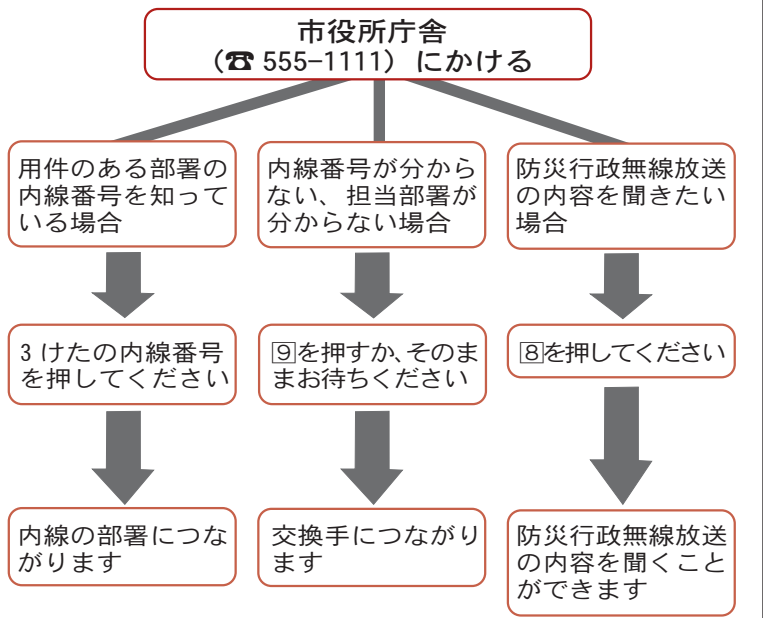 市役所庁舎
(☎ 555−1111) にかける
用件のある部署の
内線番号を知って
いる場合
内線番号が分から
ない、担当部署が
分からない場合
防災行政無線放送
の内容を聞きたい
場合
3けたの内線番号
を押してください
9を押すか、そのま
まお待ちください
8を押してください
内線の部署につな
がります
交換手につながり
ます
防災行政無線放送
の内容を聞くこと
ができます